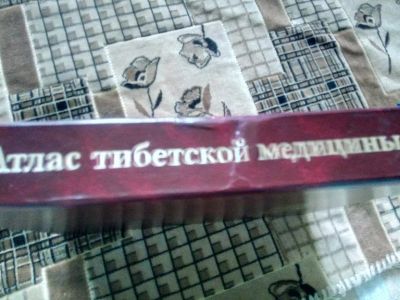 Атлас тибетской медицины